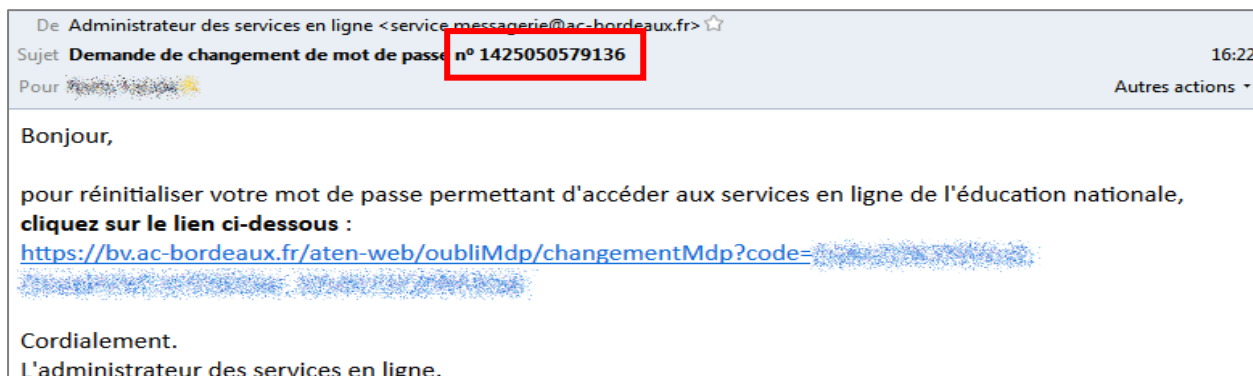 De Administrateur des services en ligne <service.messagerie@ac-bordeaux.fr>
Sujet Demande de changement de mot de passe nº 1425050579136 16:22
Pour Autres actions
Bonjour,
pour réinitialiser votre mot de passe permettant d'accéder aux services en ligne de l'éducation nationale,
cliquez sur le lien ci-dessous :
https://bv.ac-bordeaux.fr/aten-web/oubliMdp/changementMdp?code=
Cordialement.
L'administrateur des services en ligne.